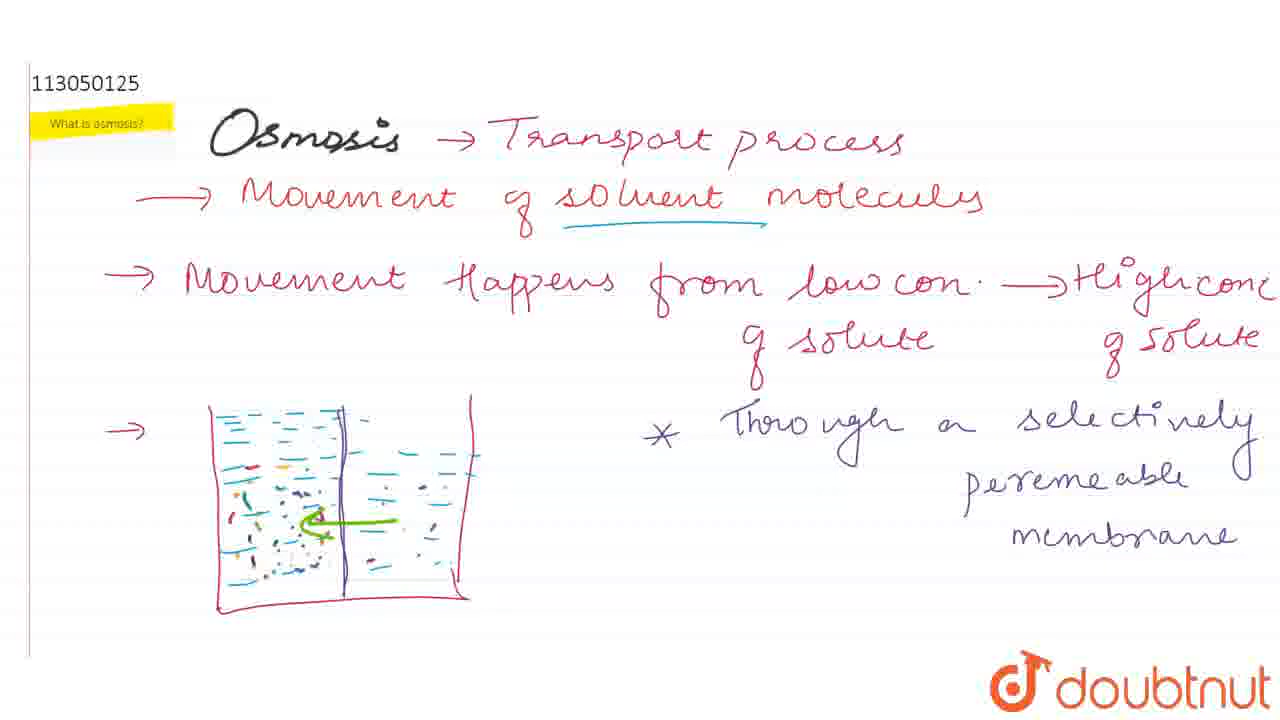 113050125
What is osmosis?
Osmosis → Transport process
→ Movement of solvent molecules
→ Movement Happens from low con. → High conc
of solute of solute
→
* Through a selectively
peremeable
membrane
doubtnut